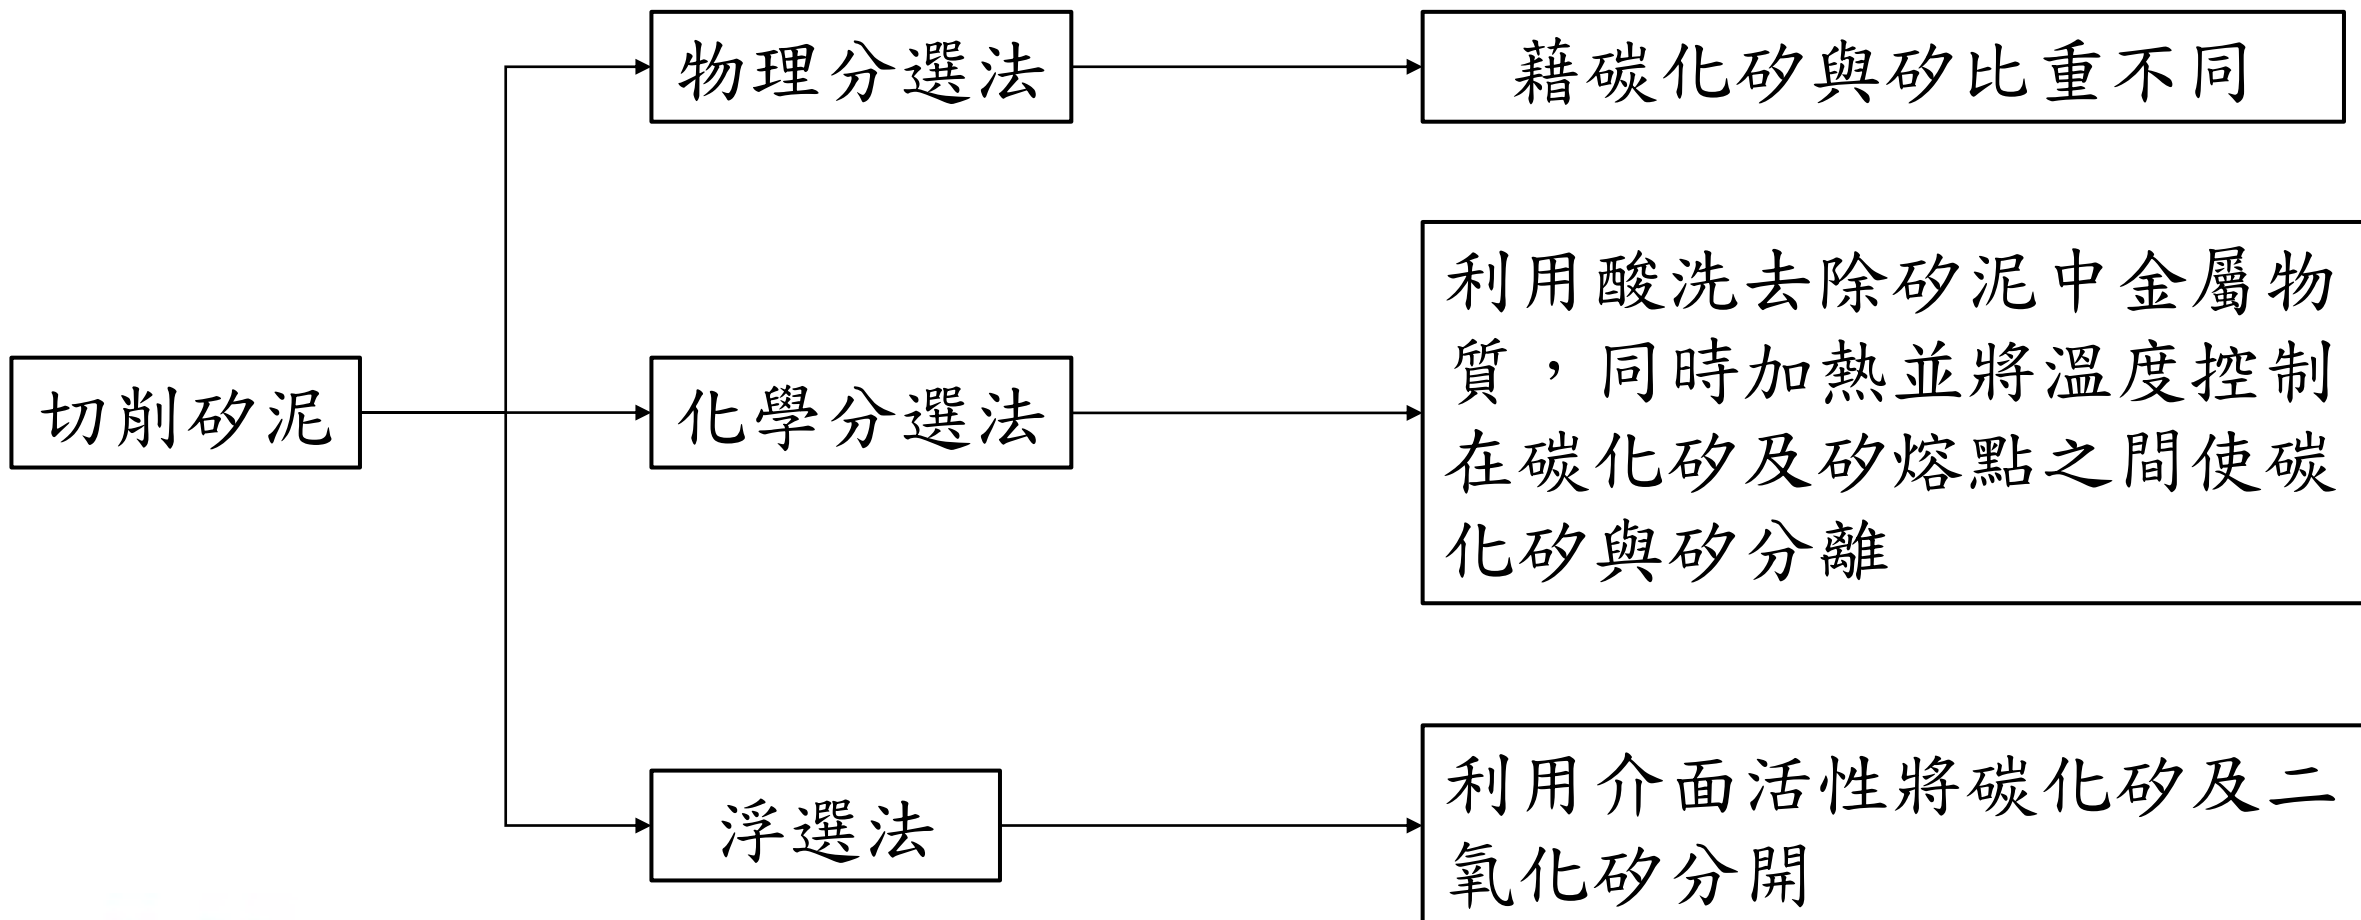 物理分選法
藉碳化矽與矽比重不同
切削矽泥
化學分選法
利用酸洗去除矽泥中金屬物
質，同時加熱並將溫度控制
在碳化矽及矽熔點之間使碳
化矽與矽分離
浮選法
利用介面活性將碳化矽及二
氧化矽分開